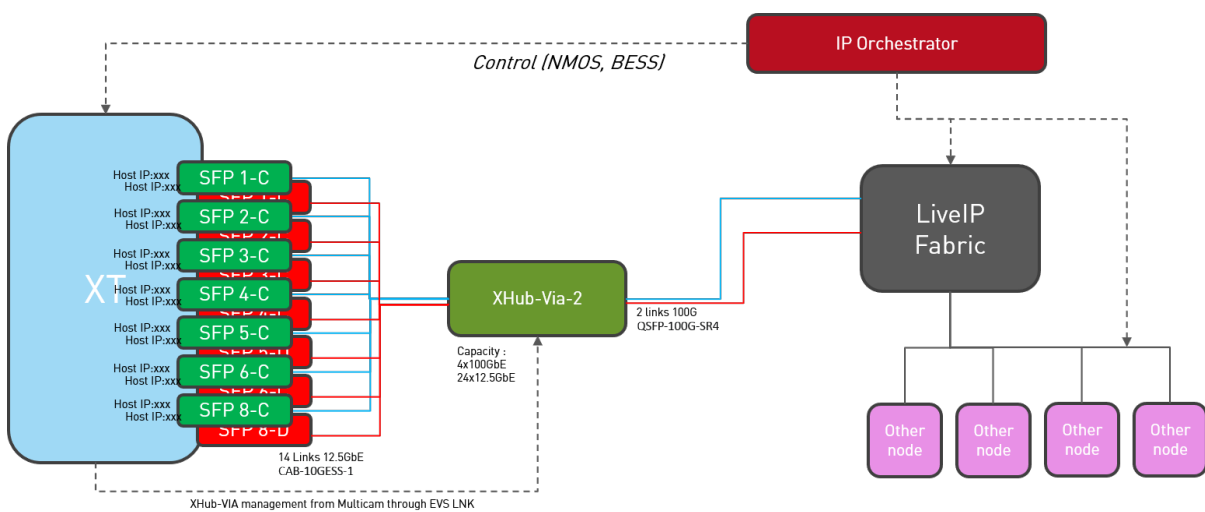 IP Orchestrator
Control (NMOS, BESS)
XT
Host IP:xxx
Host IP:xxx
SFP 1-C
Host IP:xxx
Host IP:xxx
SFP 2-C
Host IP:xxx
Host IP:xxx
SFP 3-C
Host IP:xxx
Host IP:xxx
SFP 4-C
Host IP:xxx
Host IP:xxx
SFP 5-C
Host IP:xxx
Host IP:xxx
SFP 6-C
Host IP:xxx
Host IP:xxx
SFP 8-C
SFP 8-D
14 Links 12.5GbE
CAB-10GESS-1
XHub-VIA management from Multicam through EVS LNK
XHub-Via-2
Capacity :
4x100GbE
24x12.5GbE
2 links 100G
QSFP-100G-SR4
LiveIP
Fabric
Other
node
Other
node
Other
node
Other
node